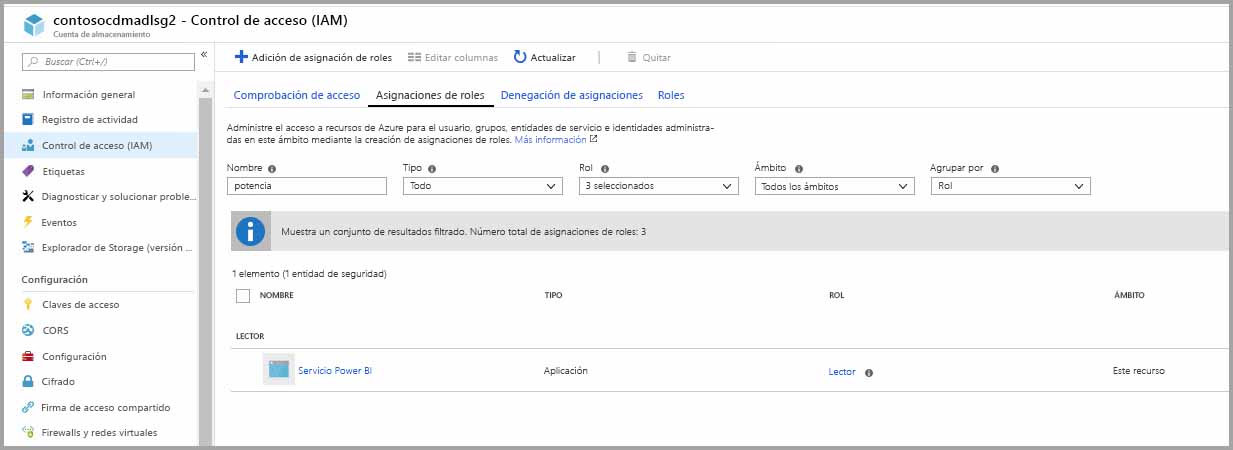 contosocdmadlsg2 - Control de acceso (IAM)
Cuenta de almacenamiento
Buscar (Ctrl+/)
«
Información general
Registro de actividad
Control de acceso (IAM)
Etiquetas
Diagnosticar y solucionar proble...
Eventos
Explorador de Storage (versión ...
Configuración
Claves de acceso
CORS
Configuración
Cifrado
Firma de acceso compartido
Firewalls y redes virtuales
Adición de asignación de roles
Editar columnas
Actualizar
Quitar
Comprobación de acceso
Asignaciones de roles
Denegación de asignaciones
Roles
Administre el acceso a recursos de Azure para el usuario, grupos, entidades de servicio e identidades administra-
das en este ámbito mediante la creación de asignaciones de roles. Más información
Nombre
Tipo
Rol
Ámbito
Agrupar por
potencia
Todo
3 seleccionados
Todos los ámbitos
Rol
Muestra un conjunto de resultados filtrado. Número total de asignaciones de roles: 3
1 elemento (1 entidad de seguridad)
NOMBRE
TIPO
ROL
ÁMBITO
LECTOR
Servicio Power BI
Aplicación
Lector
Este recurso